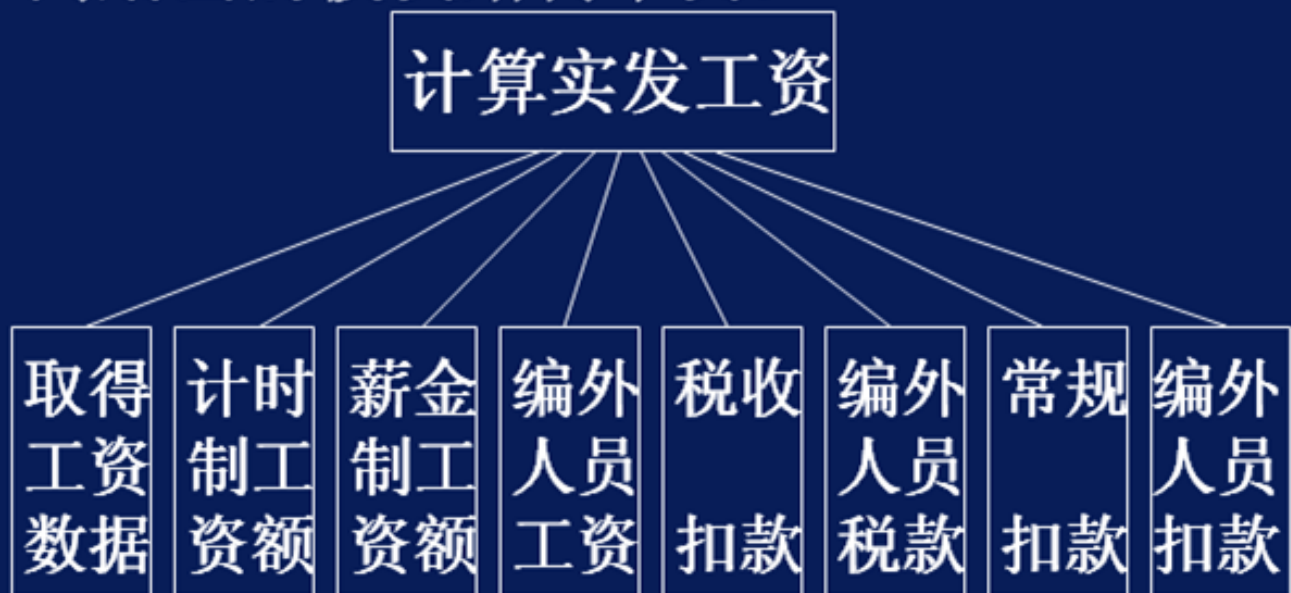 计算实发工资
取得
工资
数据
计时
制工
资额
薪金
制工
资额
编外
人员
工资
税收
扣款
编外
人员
税款
常规
扣款
编外
人员
扣款